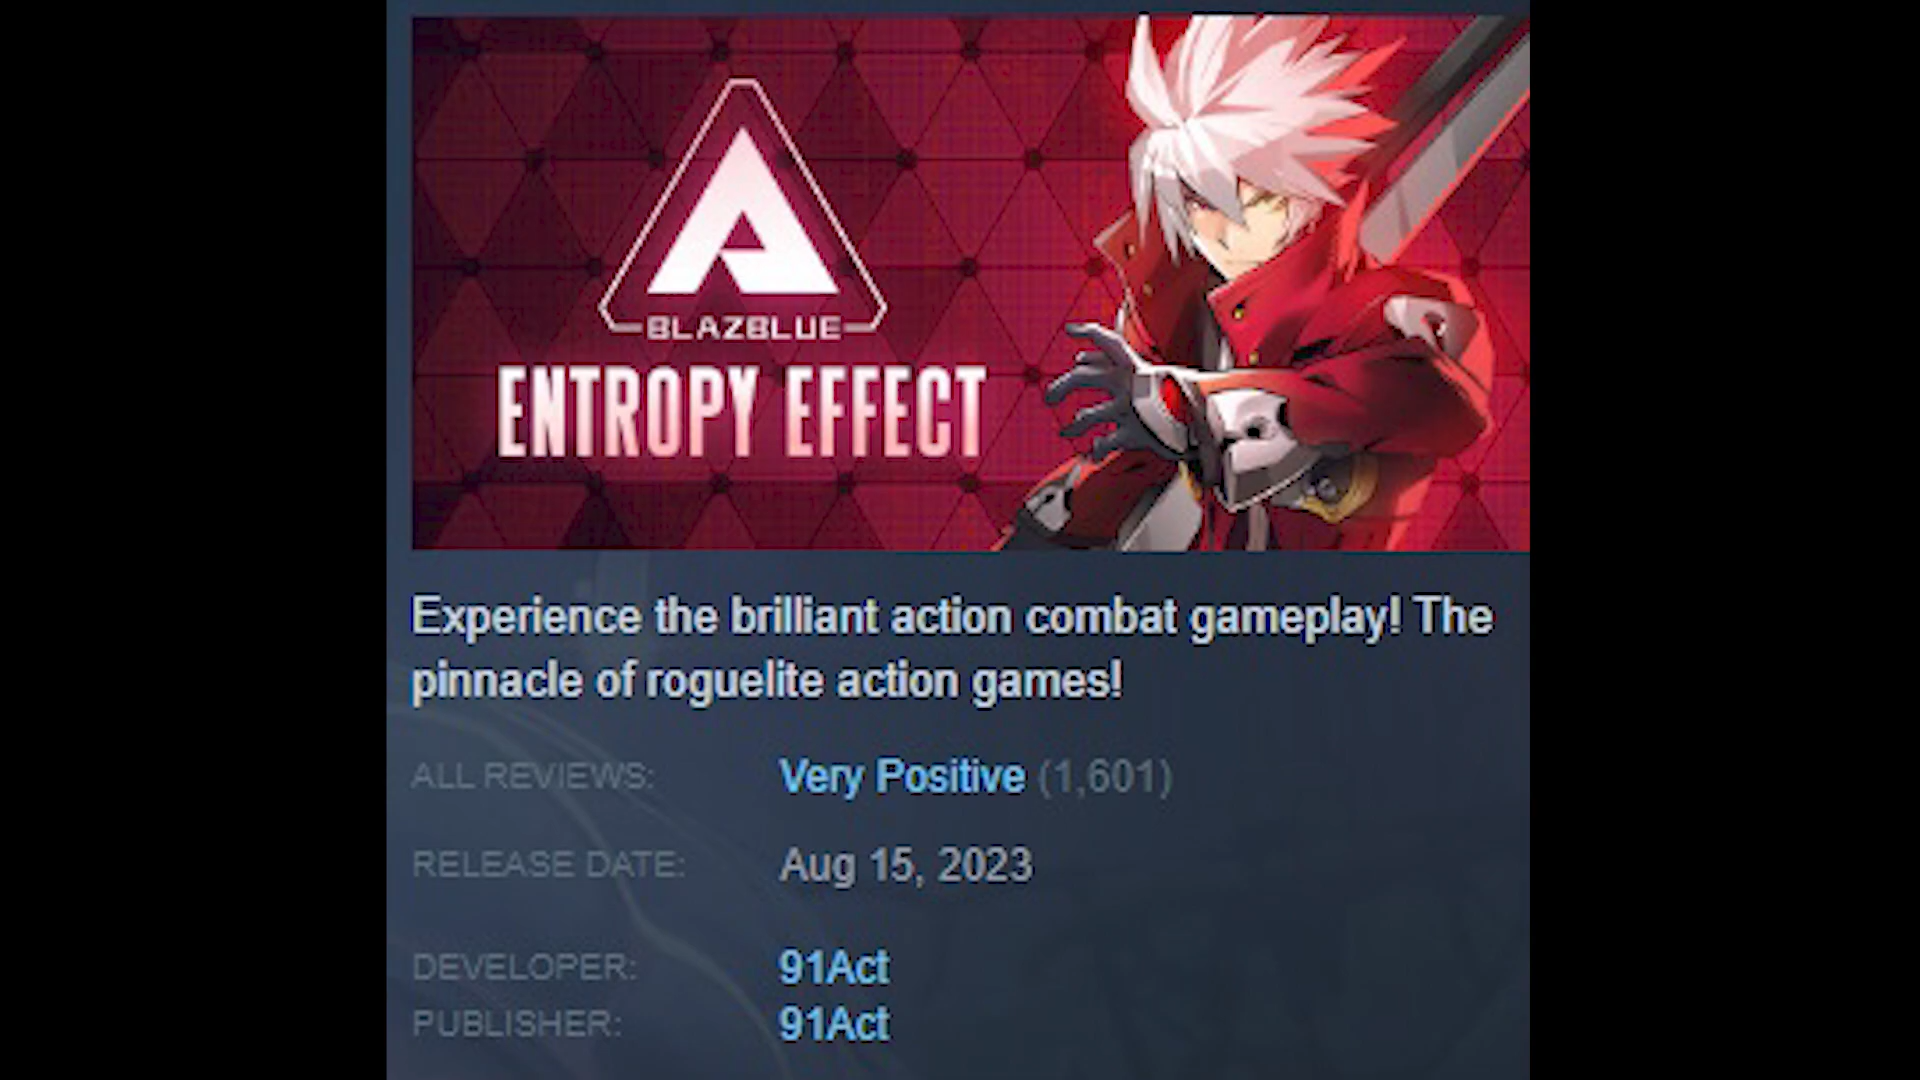 BLAZBLUE
ENTROPY EFFECT
Experience the brilliant action combat gameplay! The
pinnacle of roguelite action games!
ALL REVIEWS: Very Positive (1,601)
RELEASE DATE: Aug 15, 2023
DEVELOPER: 91Act
PUBLISHER: 91Act